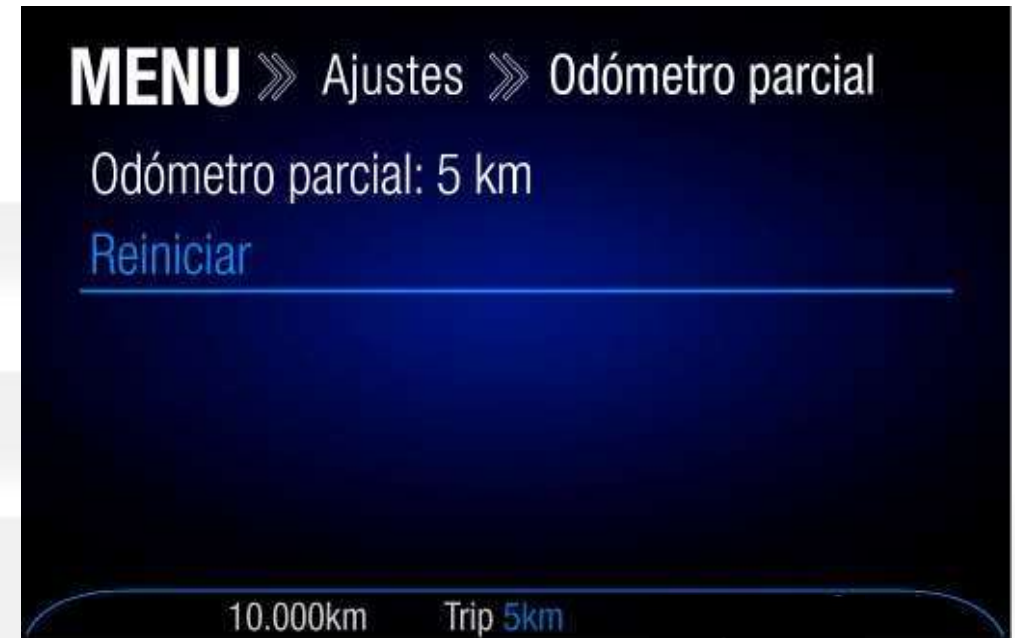 MENU Ajustes Odómetro parcial
Odómetro parcial: 5 km
Reiniciar
10.000km Trip 5km